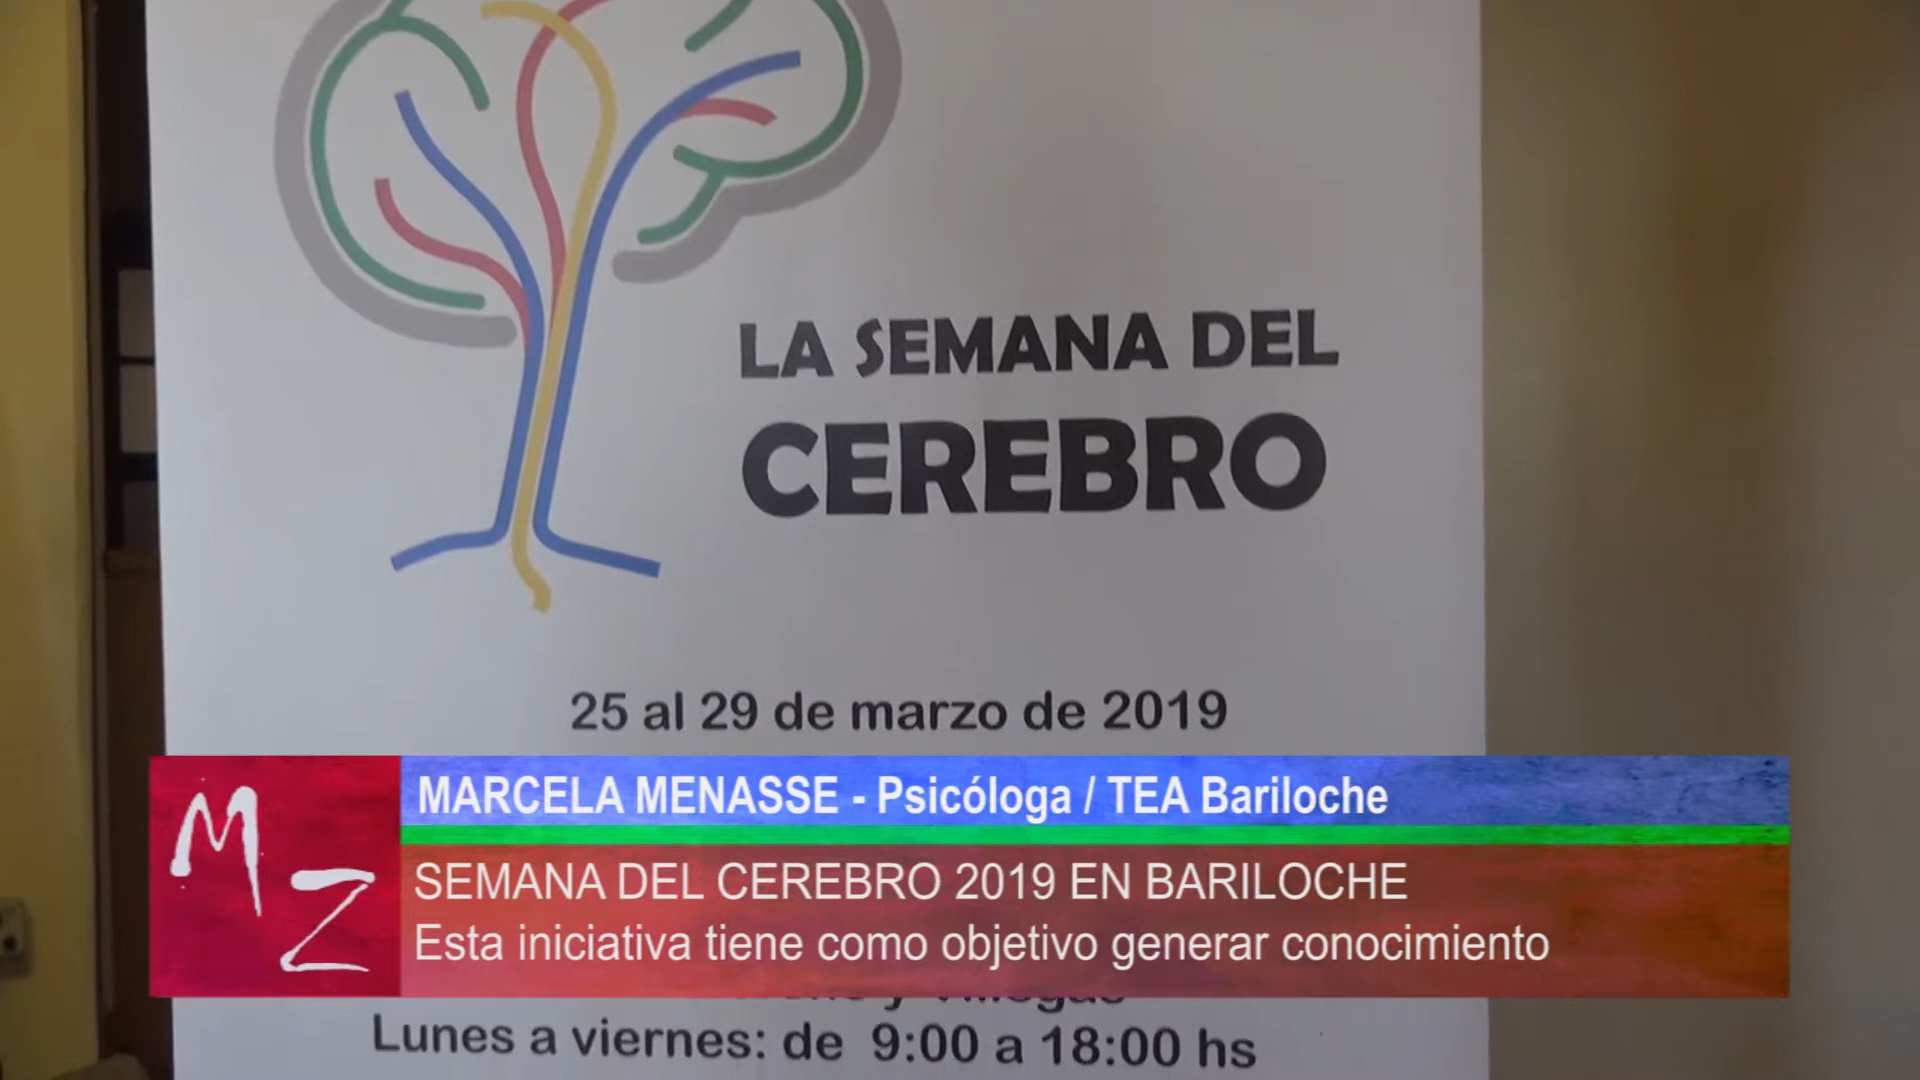 LA SEMANA DEL
CEREBRO
25 al 29 de marzo de 2019
MZ
MARCELA MENASSE - Psicóloga / TEA Bariloche
SEMANA DEL CEREBRO 2019 EN BARILOCHE
Esta iniciativa tiene como objetivo generar conocimiento
Lunes a viernes: de 9:00 a 18:00 hs